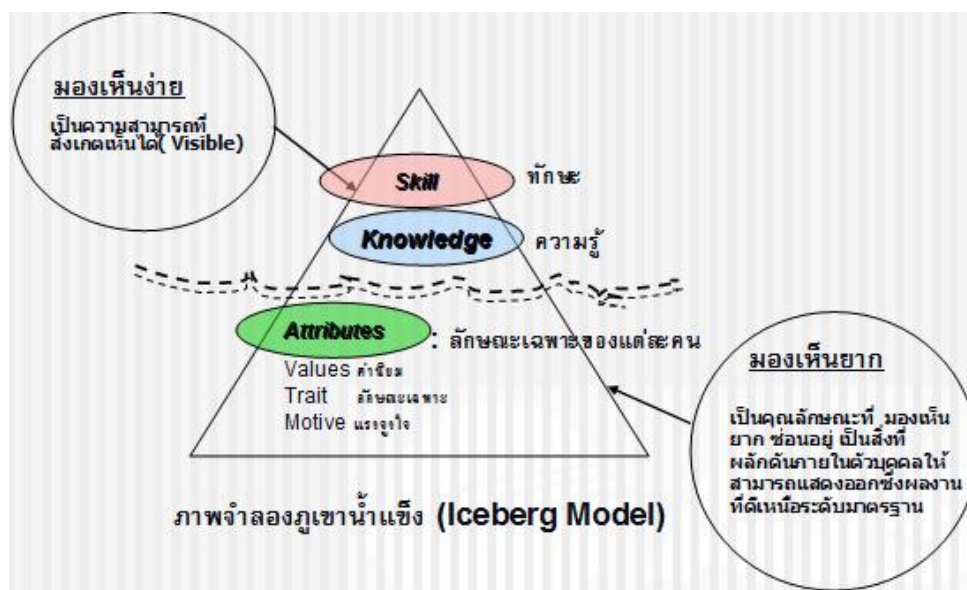 มองเห็นง่าย
เป็นความสามารถที่
สังเกตเห็นได้( Visible)
Skill
ทักษะ
Knowledge
ความรู้
Attributes
: ลักษณะเฉพาะของแต่ละคน
Values ค่านิยม
Trait ลักษณะเฉพาะ
Motive แรงจูงใจ
มองเห็นยาก
เป็นคุณลักษณะที่ มองเห็น
ยาก ซ่อนอยู่ เป็นสิ่งที่
ผลักดันภายในตัวบุคคลให้
สามารถแสดงออกซึ่งผลงาน
ที่ดีเหนือระดับมาตรฐาน
ภาพจำลองภูเขาน้ำแข็ง (Iceberg Model)